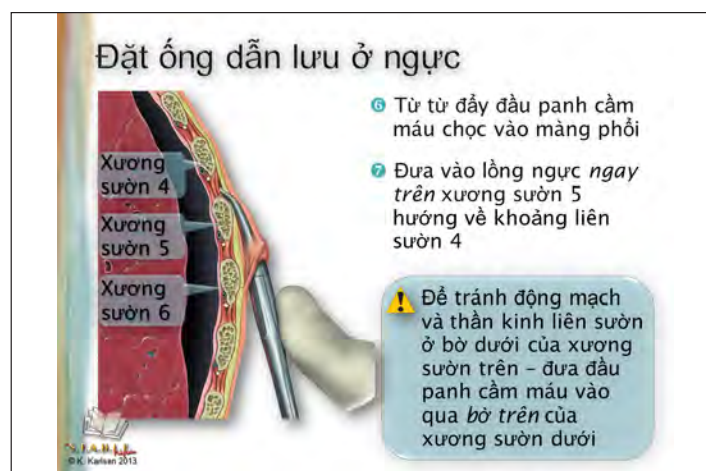 Đặt ống dẫn lưu ở ngực
Xương
sườn 4
Xương
sườn 5
Xương
sườn 6
❻ Từ từ đẩy đầu panh cầm
máu chọc vào màng phổi
❼ Đưa vào lồng ngực ngay
trên xương sườn 5
hướng về khoảng liên
sườn 4
Để tránh động mạch
và thần kinh liên sườn
ở bờ dưới của xương
sườn trên – đưa đầu
panh cầm máu vào
qua bờ trên của
xương sườn dưới
S.T.A.B.L.E.
© K. Karlsen 2013